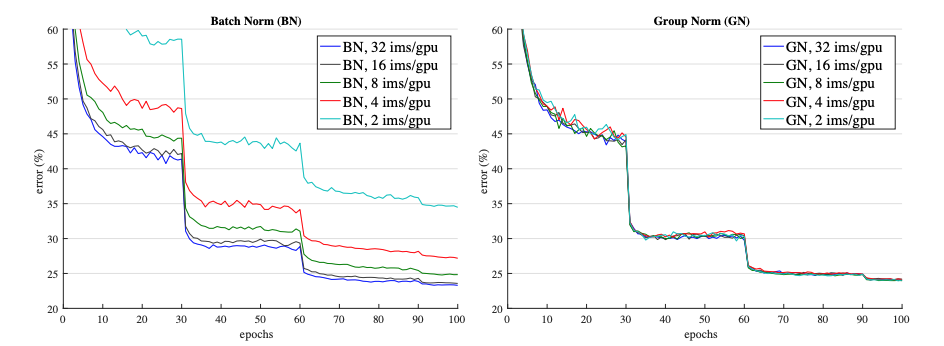 Batch Norm (BN)
error (%)
60
55
50
45
40
35
30
25
20
BN, 32 ims/gpu
BN, 16 ims/gpu
BN, 8 ims/gpu
BN, 4 ims/gpu
BN, 2 ims/gpu
0 10 20 30 40 50 60 70 80 90 100
epochs
Group Norm (GN)
error (%)
60
55
50
45
40
35
30
25
20
GN, 32 ims/gpu
GN, 16 ims/gpu
GN, 8 ims/gpu
GN, 4 ims/gpu
GN, 2 ims/gpu
0 10 20 30 40 50 60 70 80 90 100
epochs